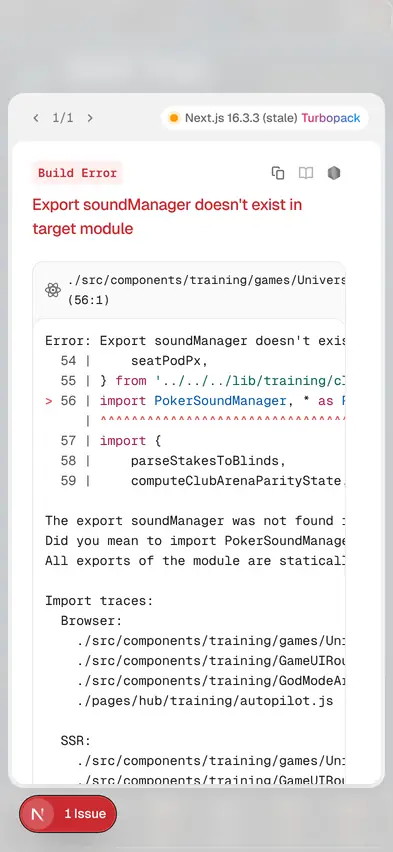 1/1
Next.js 16.3.3 (stale) Turbopack
Build Error
Export soundManager doesn't exist in
target module
./src/components/training/games/Univers
(56:1)
Error: Export soundManager doesn't exis
54 | seatPodPx,
55 | } from '../../../lib/training/cl
> 56 | import PokerSoundManager, * as P
| ^^^^^^^^^^^^^^^^^^^^^^^^^^^^^^^^
57 | import {
58 | parseStakesToBlinds,
59 | computeClubArenaParityState,
The export soundManager was not found i
Did you mean to import PokerSoundManage
All exports of the module are staticall
Import traces:
Browser:
./src/components/training/games/Uni
./src/components/training/GameUIRou
./src/components/training/GodModeAr
./pages/hub/training/autopilot.js
SSR:
./src/components/training/games/Uni
./src/components/training/GameUIRou
N 1 Issue